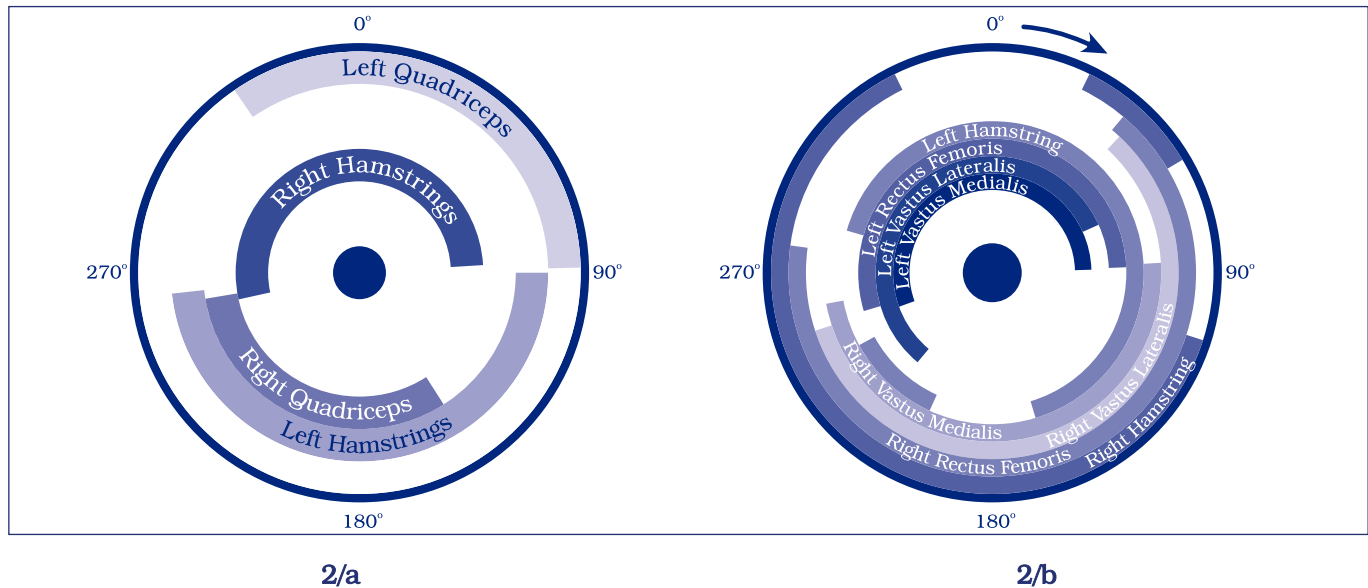 0°
Left Quadriceps
Right Hamstrings
270°
90°
Right Quadriceps
Left Hamstrings
180°
2/a
0°
Left Hamstring
Left Rectus Femoris
Left Vastus Lateralis
Left Vastus Medialis
270°
90°
Right Vastus Medialis
Right Vastus Lateralis
Right Rectus Femoris
Right Hamstring
180°
2/b